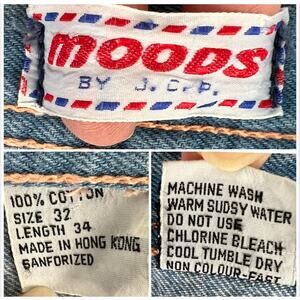 moods
BY J.C.P.
100% COTTON
SIZE 32
LENGTH 34
MADE IN HONG KONG
SANFORIZED
MACHINE WASH
WARM SUDSY WATER
DO NOT USE
CHLORINE BLEACH
COOL TUMBLE DRY
NON COLOUR-FAST